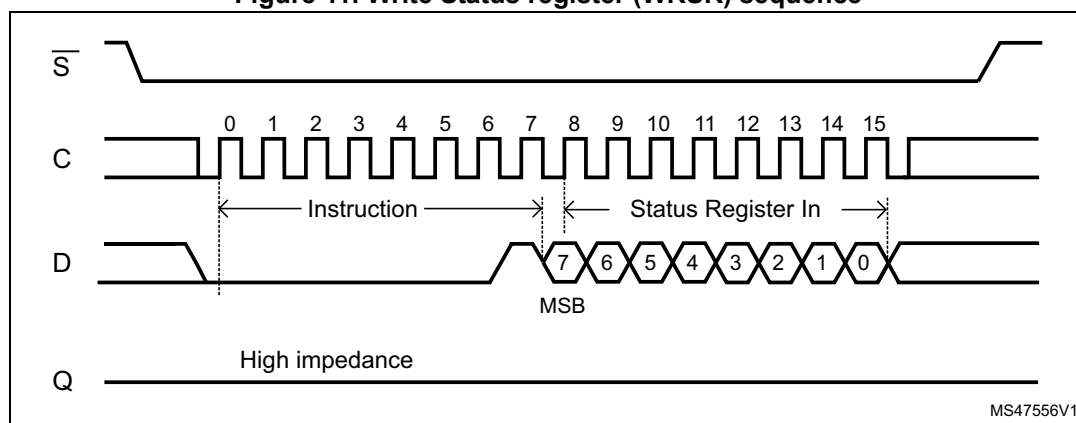 Figure 11. Write Status register (WRSR) sequence
S
0 1 2 3 4 5 6 7 8 9 10 11 12 13 14 15
C
Instruction Status Register In
D 7 6 5 4 3 2 1 0
MSB
High impedance
Q
MS47556V1